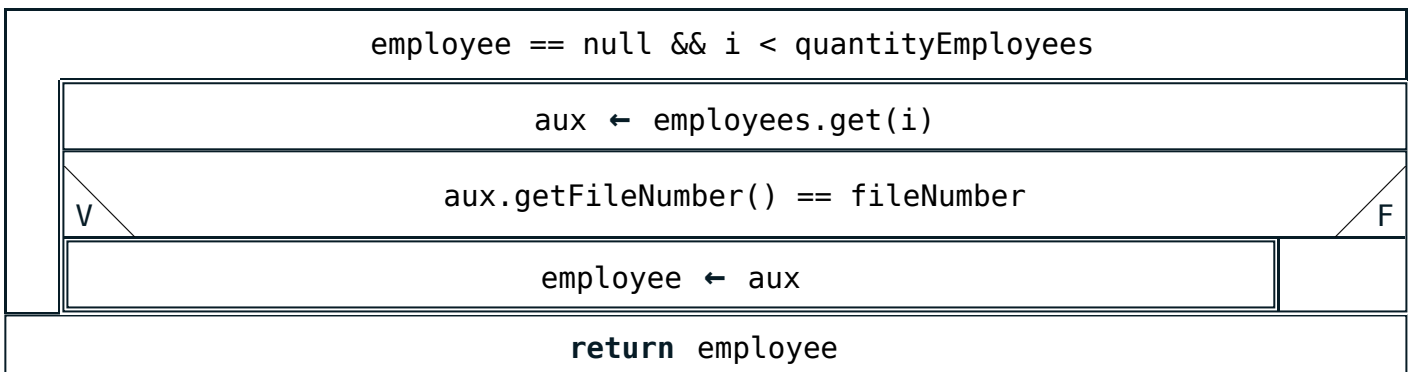 employee == null && i < quantityEmployees
aux ← employees.get(i)
V aux.getFileNumber() == fileNumber F
employee ← aux
return employee